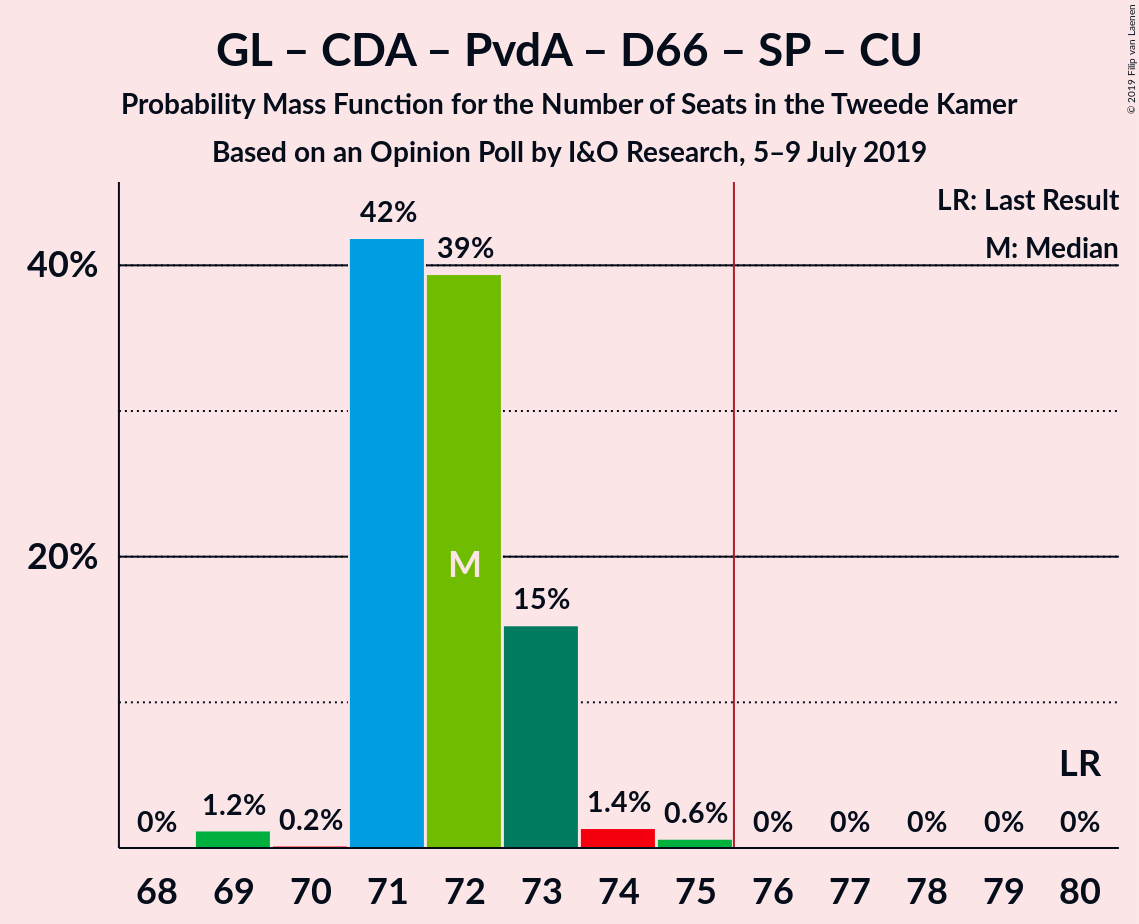 GL – CDA – PvdA – D66 – SP – CU
Probability Mass Function for the Number of Seats in the Tweede Kamer
Based on an Opinion Poll by I&O Research, 5–9 July 2019
© 2019 Filip van Laenen
LR: Last Result
M: Median
40%
20%
42%
39%
M
15%
LR
0%
1.2%
0.2%
1.4%
0.6%
0%
0%
0%
0%
0%
68 69 70 71 72 73 74 75 76 77 78 79 80